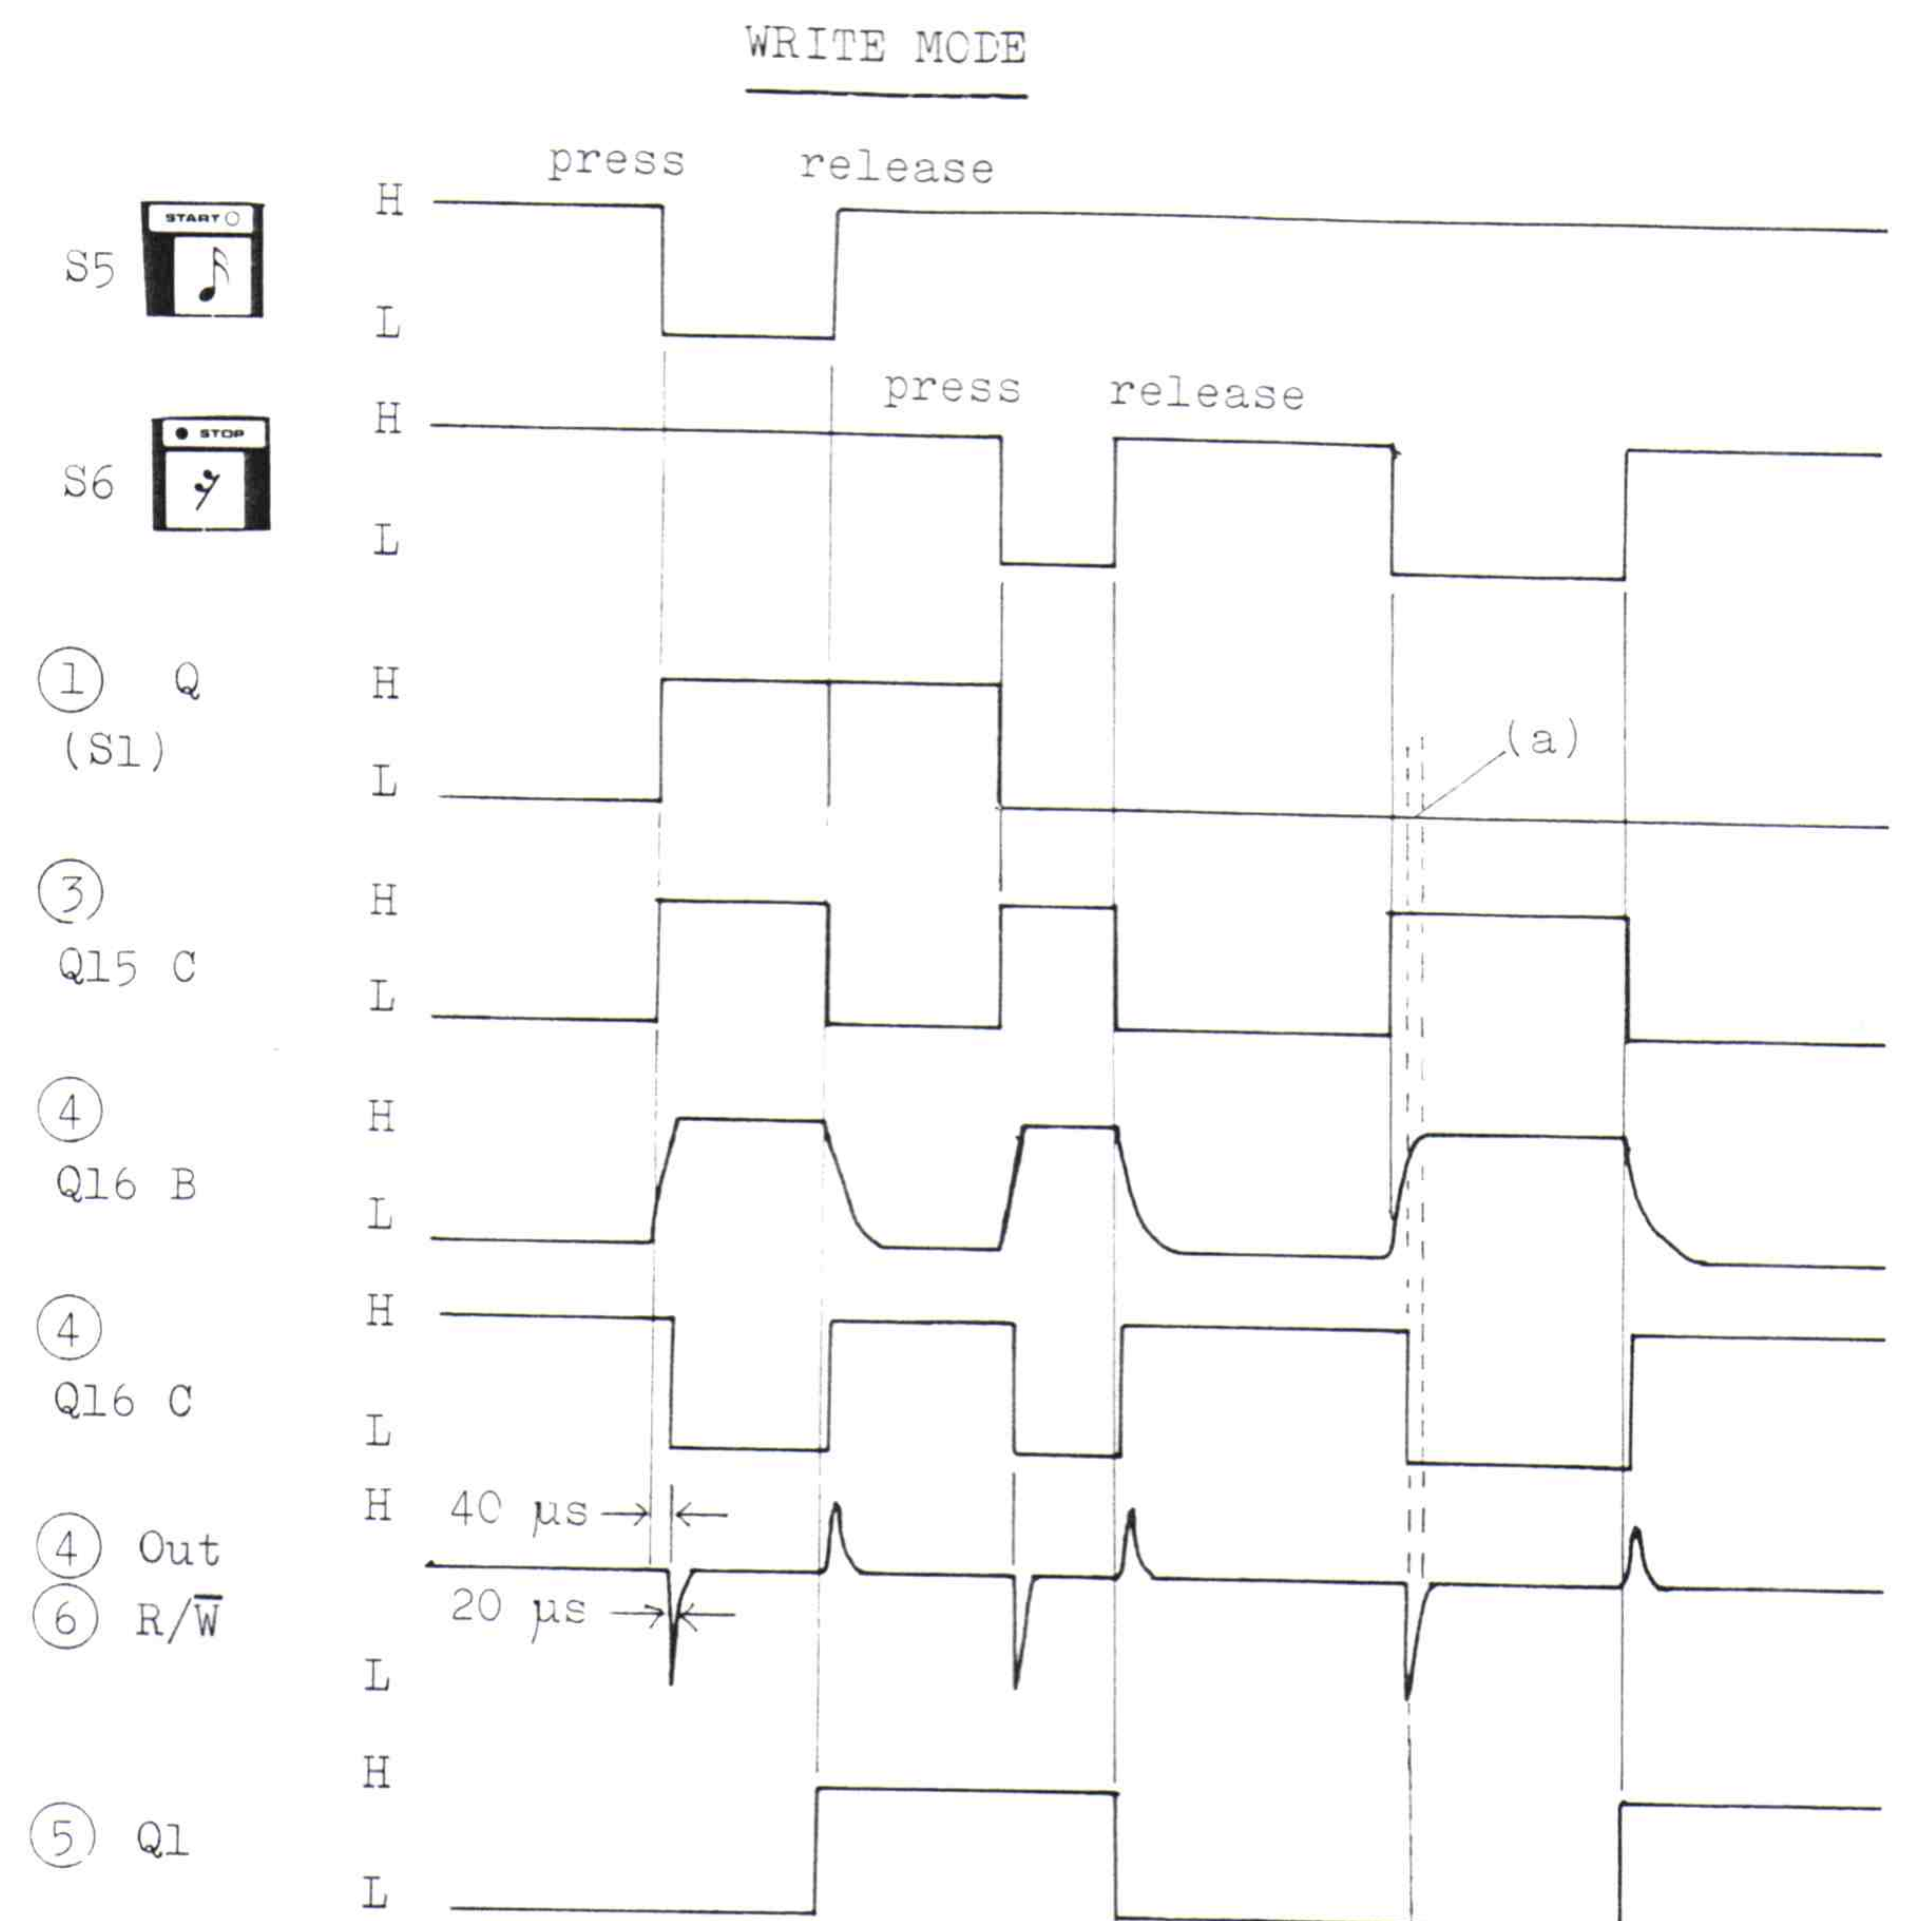 WRITE MODE
press release
H
START
S5
L
press release
H
STOP
S6
L
1 Q
H
(S1)
L
(a)
3
H
Q15 C
L
4
H
Q16 B
L
H
4
Q16 C
L
H
40 µs
4 Out
6 R/W̅
20 µs
L
H
5 Q1
L